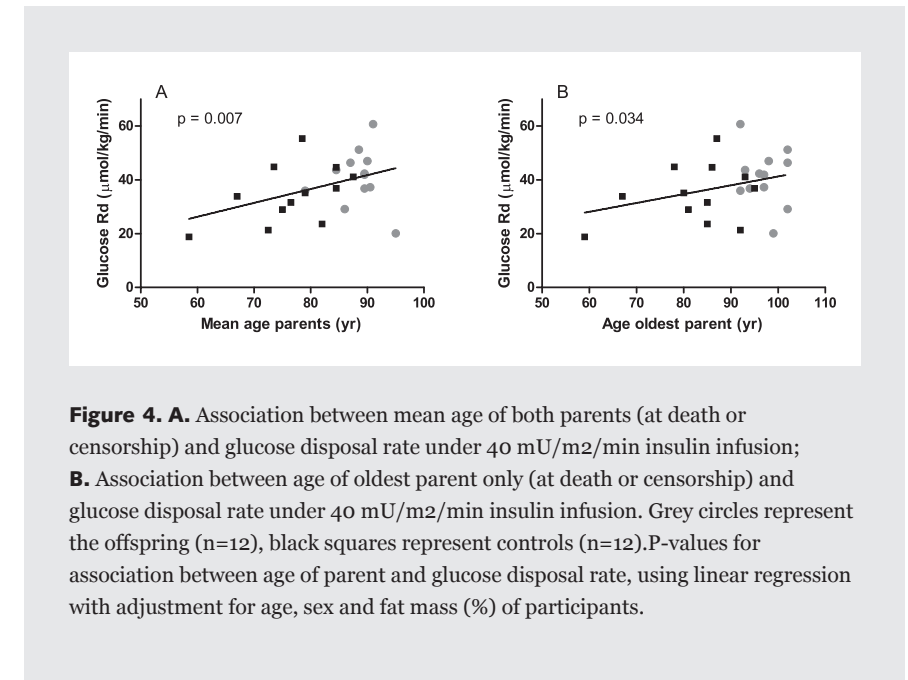 A
p = 0.007
Glucose Rd (μmol/kg/min)
60
40
20
0
50 60 70 80 90 100
Mean age parents (yr)
B
p = 0.034
Glucose Rd (μmol/kg/min)
60
40
20
0
50 60 70 80 90 100 110
Age oldest parent (yr)
Figure 4. A. Association between mean age of both parents (at death or
censorship) and glucose disposal rate under 40 mU/m2/min insulin infusion;
B. Association between age of oldest parent only (at death or censorship) and
glucose disposal rate under 40 mU/m2/min insulin infusion. Grey circles represent
the offspring (n=12), black squares represent controls (n=12).P-values for
association between age of parent and glucose disposal rate, using linear regression
with adjustment for age, sex and fat mass (%) of participants.